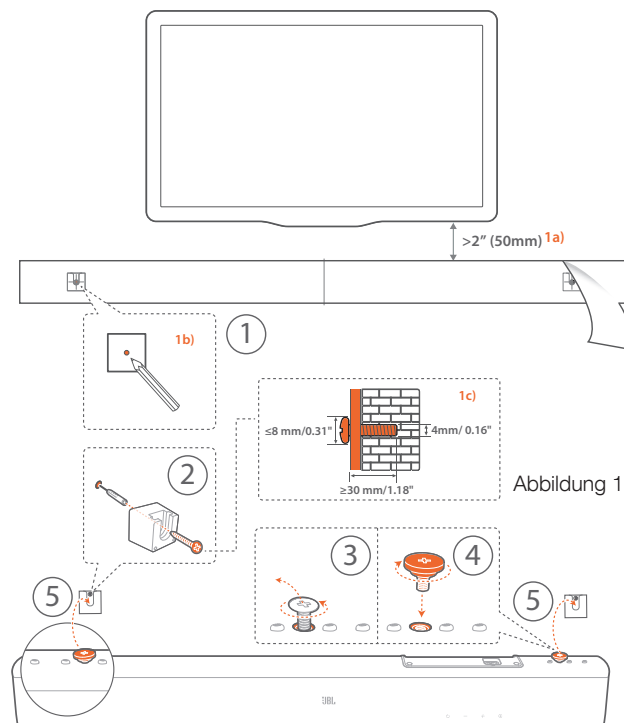 >2” (50mm) 1a)
1b)
1
1c)
≤8 mm/0.31"
4mm/ 0.16"
≥30 mm/1.18"
2
Abbildung 1
3
4
5
5
JBL